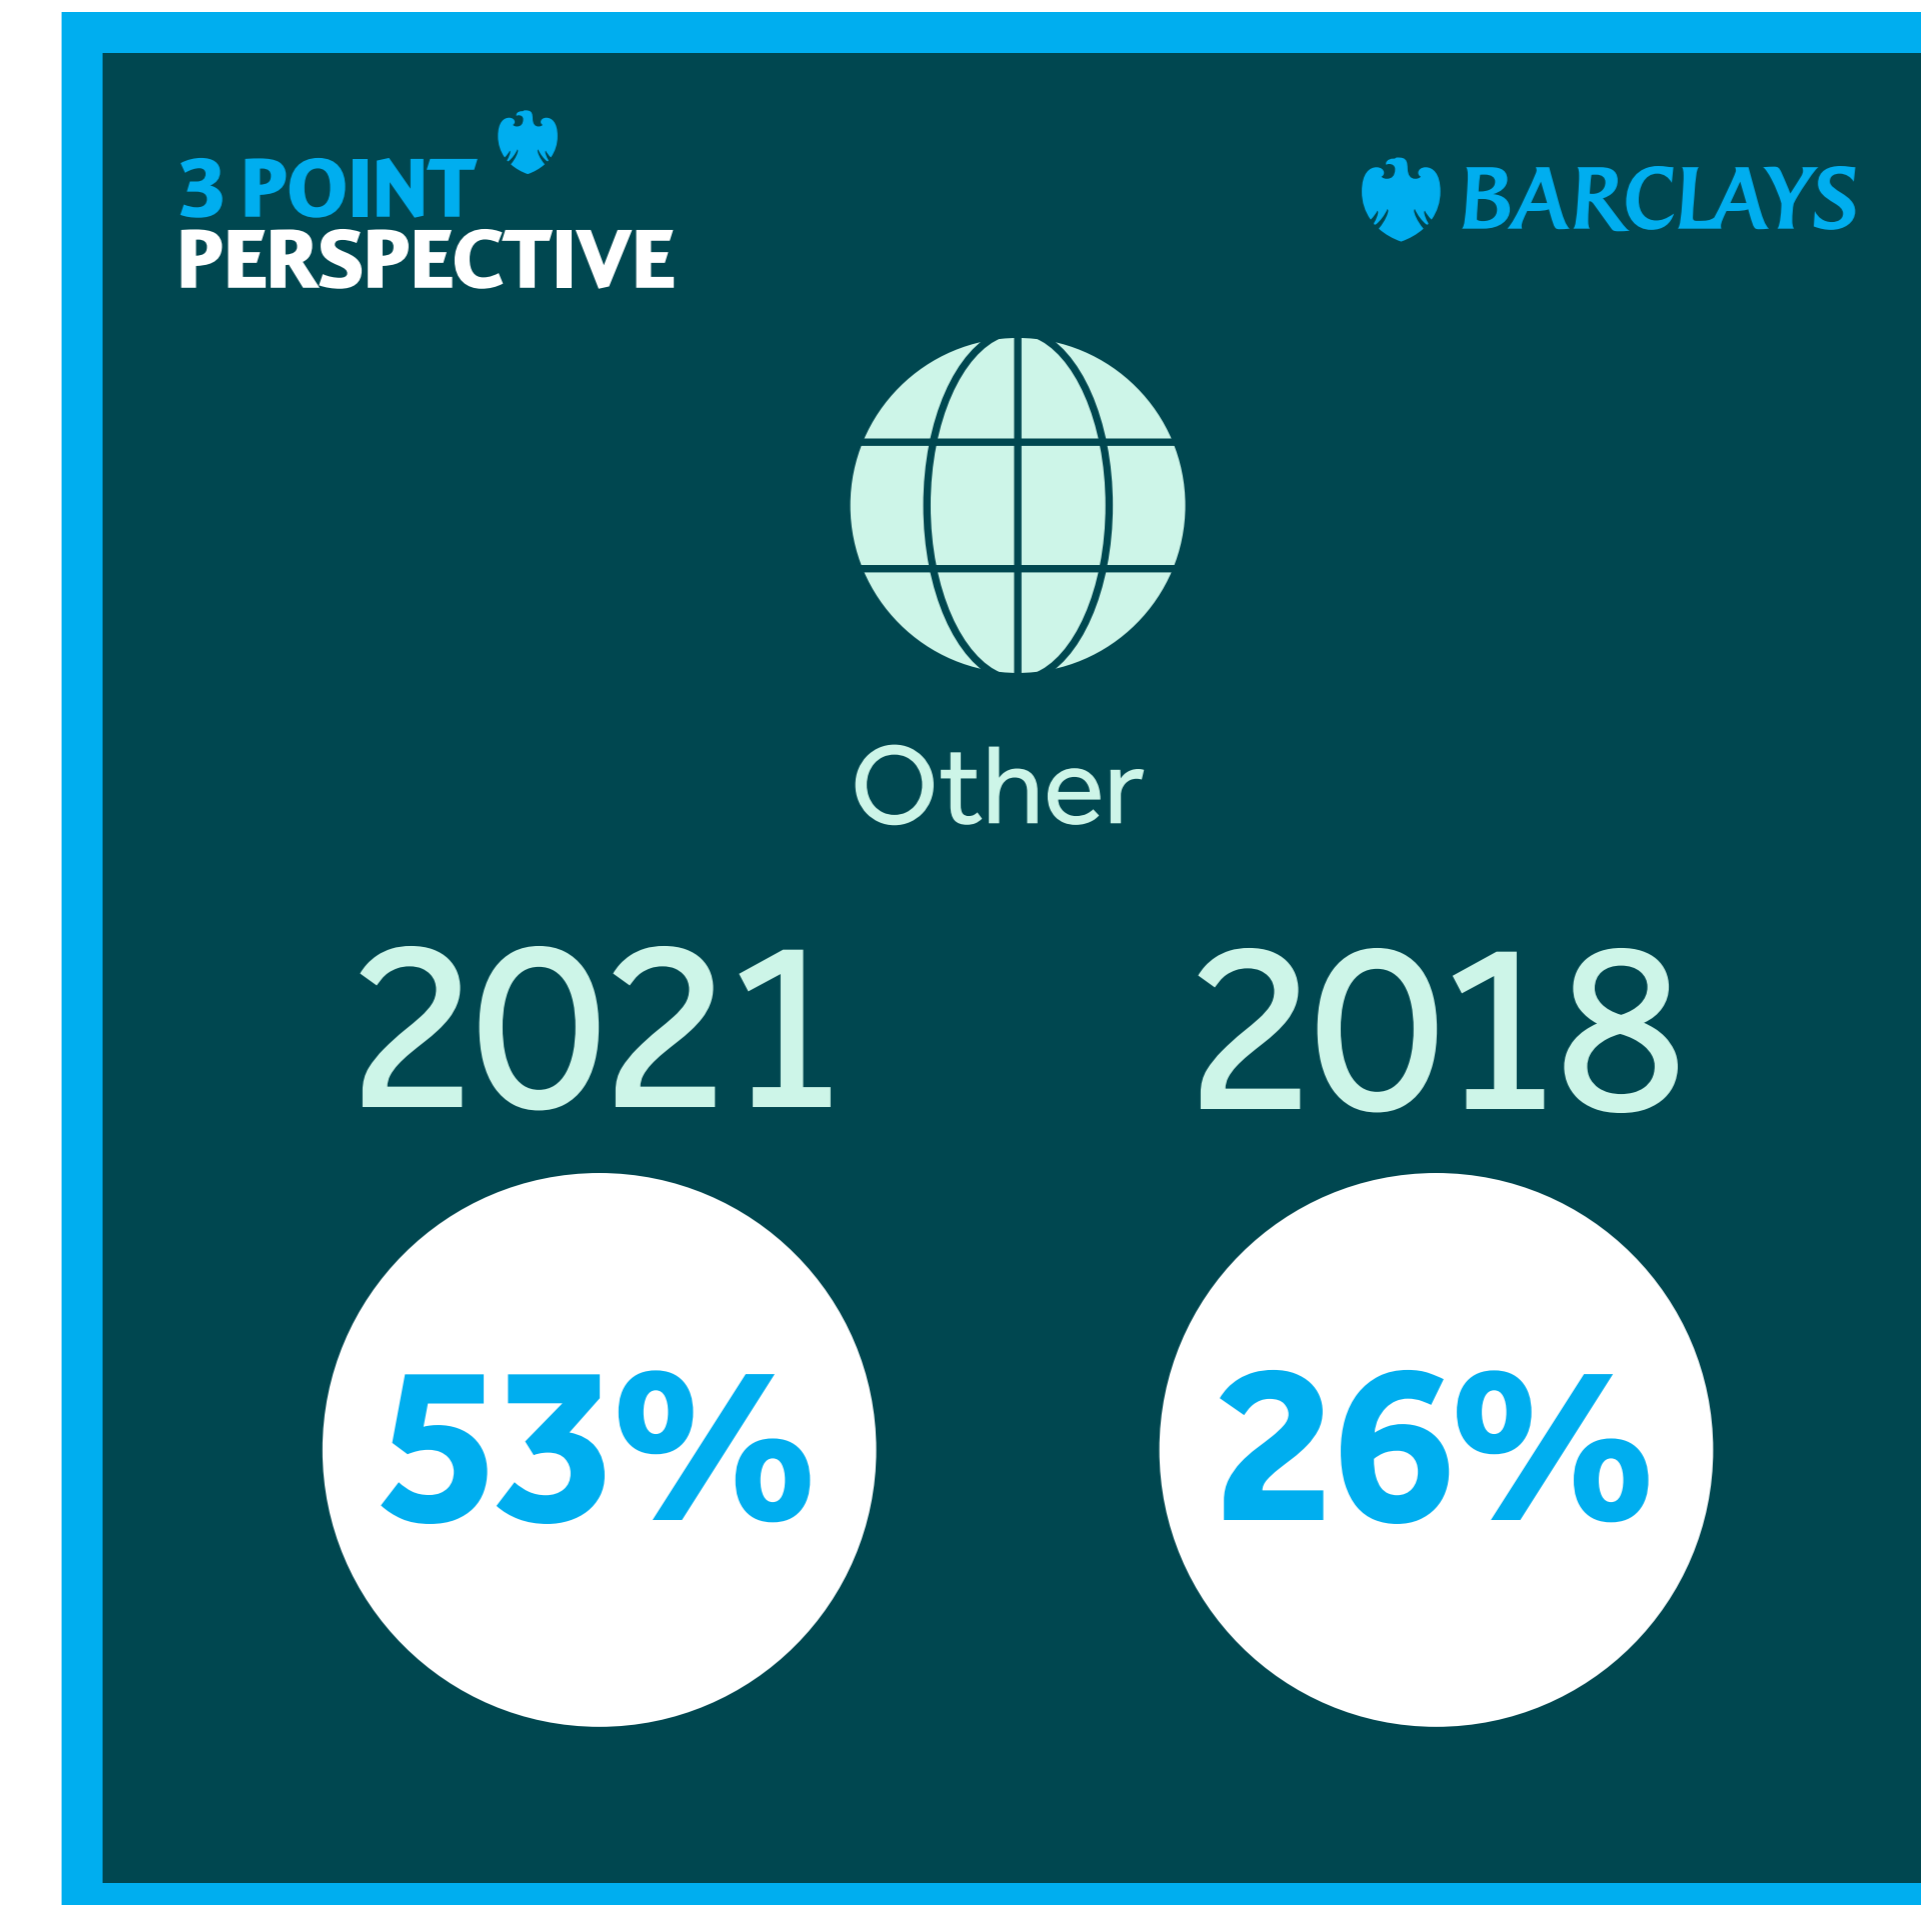 3 POINT
PERSPECTIVE
BARCLAYS
Other
2021
2018
53%
26%